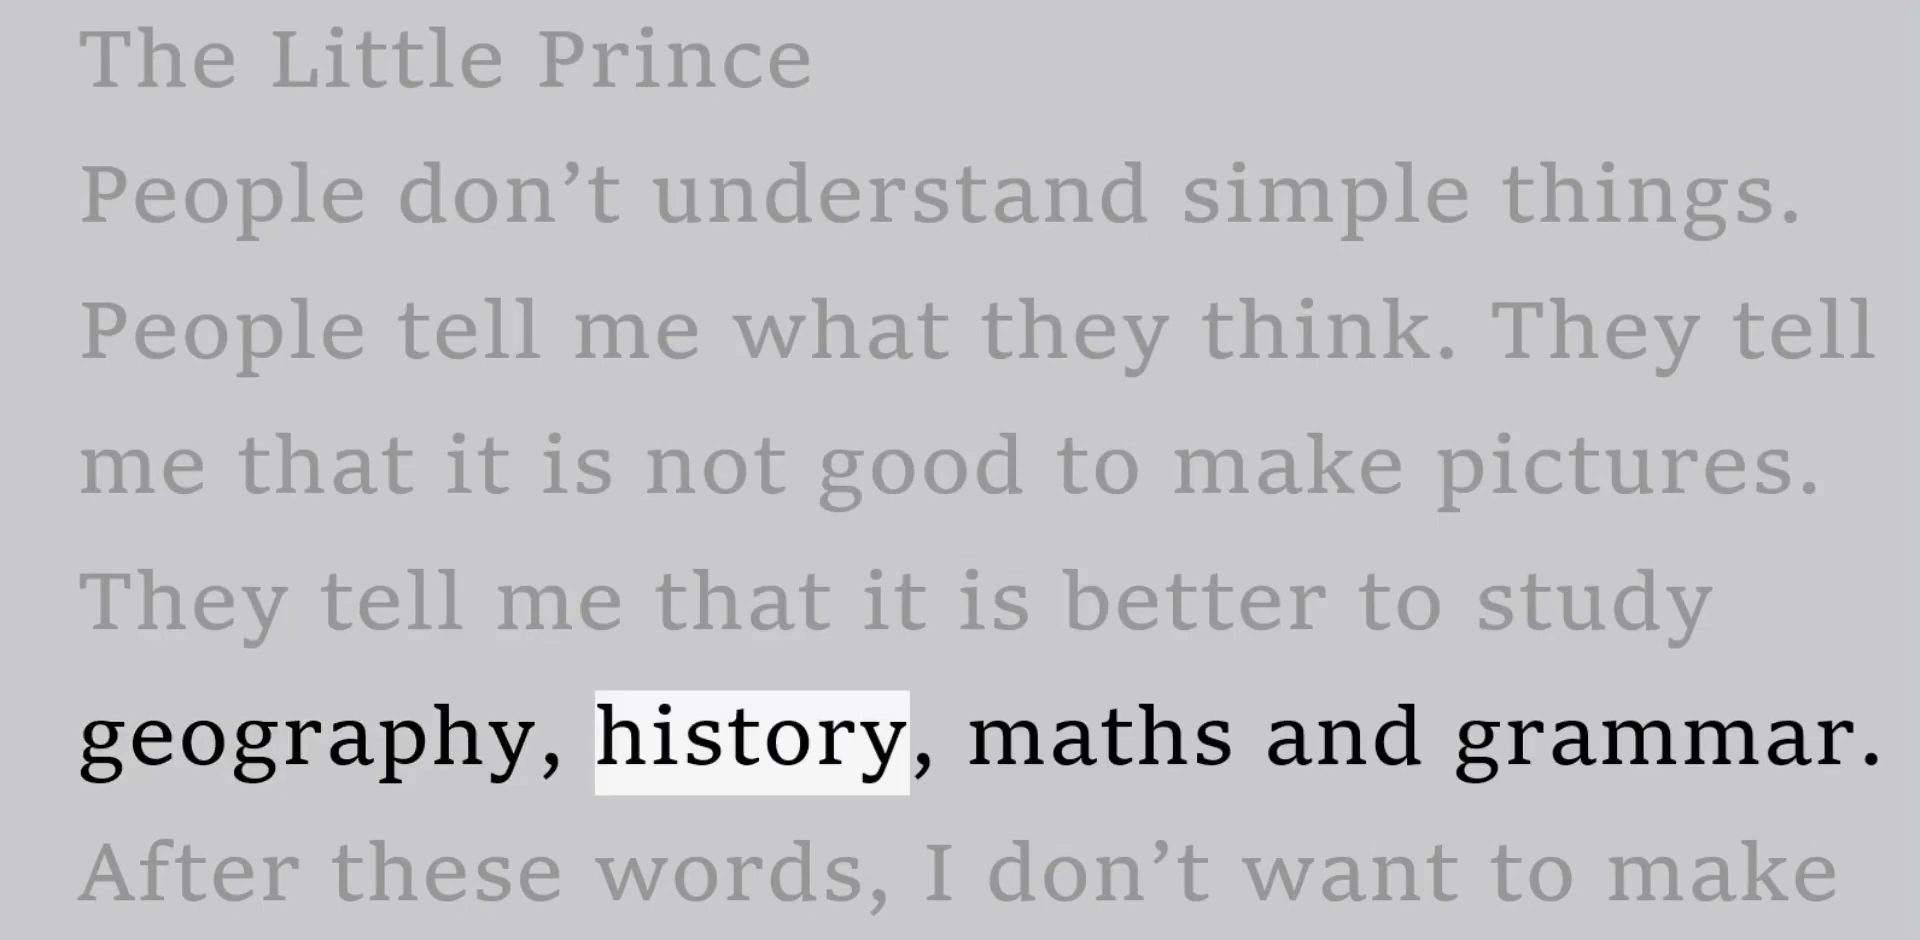 The Little Prince
People don’t understand simple things.
People tell me what they think. They tell
me that it is not good to make pictures.
They tell me that it is better to study
geography, history, maths and grammar.
After these words, I don’t want to make